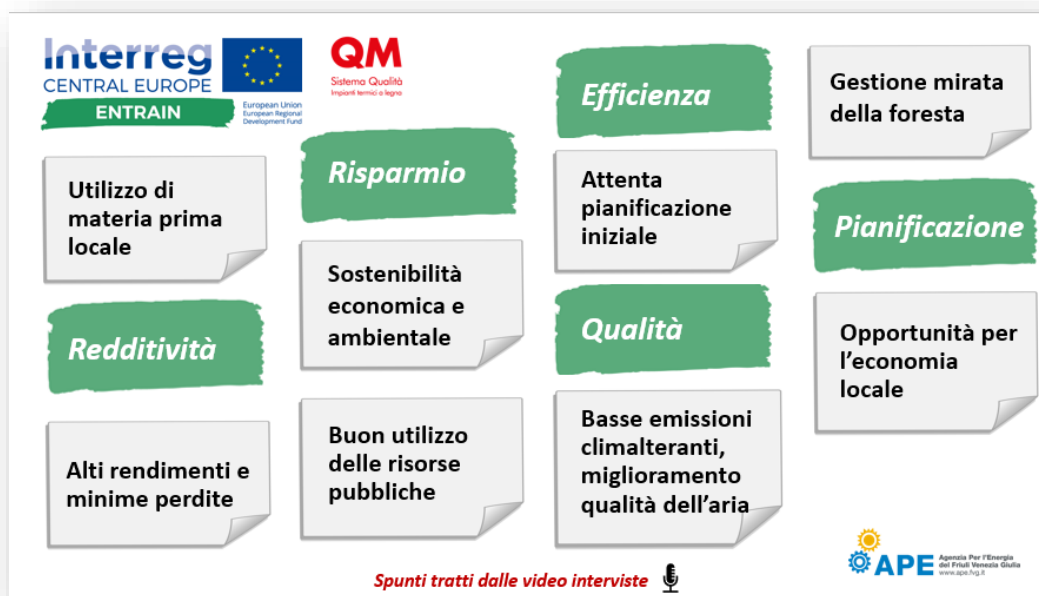 Interreg
CENTRAL EUROPE
ENTRAIN
European Union
European Regional
Development Fund
QM
Sistema Qualità
Impianti termici a legno
Utilizzo di
materia prima
locale
Redditività
Alti rendimenti e
minime perdite
Risparmio
Sostenibilità
economica e
ambientale
Buon utilizzo
delle risorse
pubbliche
Efficienza
Attenta
pianificazione
iniziale
Qualità
Basse emissioni
climalteranti,
miglioramento
qualità dell’aria
Gestione mirata
della foresta
Pianificazione
Opportunità per
l’economia
locale
Spunti tratti dalle video interviste
APE
Agenzia Per l'Energia
del Friuli Venezia Giulia
www.ape.fvg.it